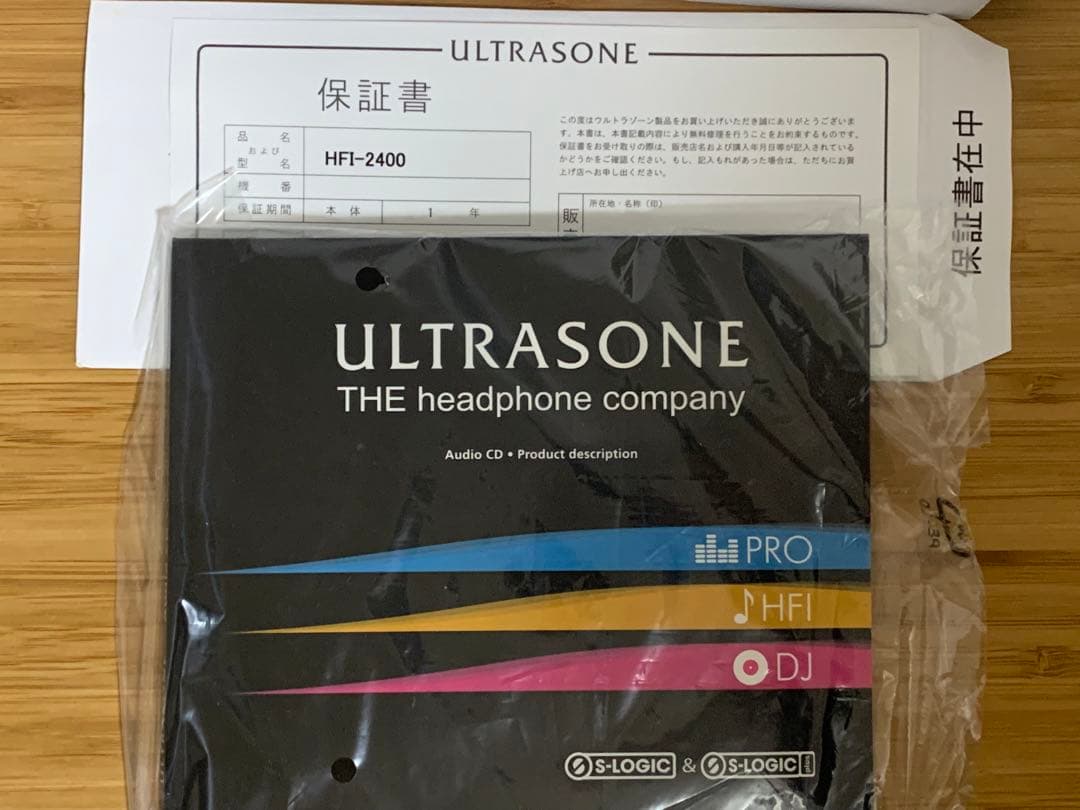 ULTRASONE
保証書
品名
および
型名
HFI-2400
機番
保証期間 本体 1 年
この度はウルトラゾーン製品をお買い上げいただき誠にありがとうございま
す。本書は、本書記載内容により無料修理を行うことをお約束するものです。
保証書をお受け取りの際は、販売店名および購入年月日等が記入されている
かどうかをご確認ください。もし、記入もれがあった場合は、ただちにお買
上げ店へお申し出ください。
販
所在地・名称（印）
保証書在中
ULTRASONE
THE headphone company
Audio CD • Product description
PRO
HFI
DJ
S-LOGIC & S-LOGIC plus